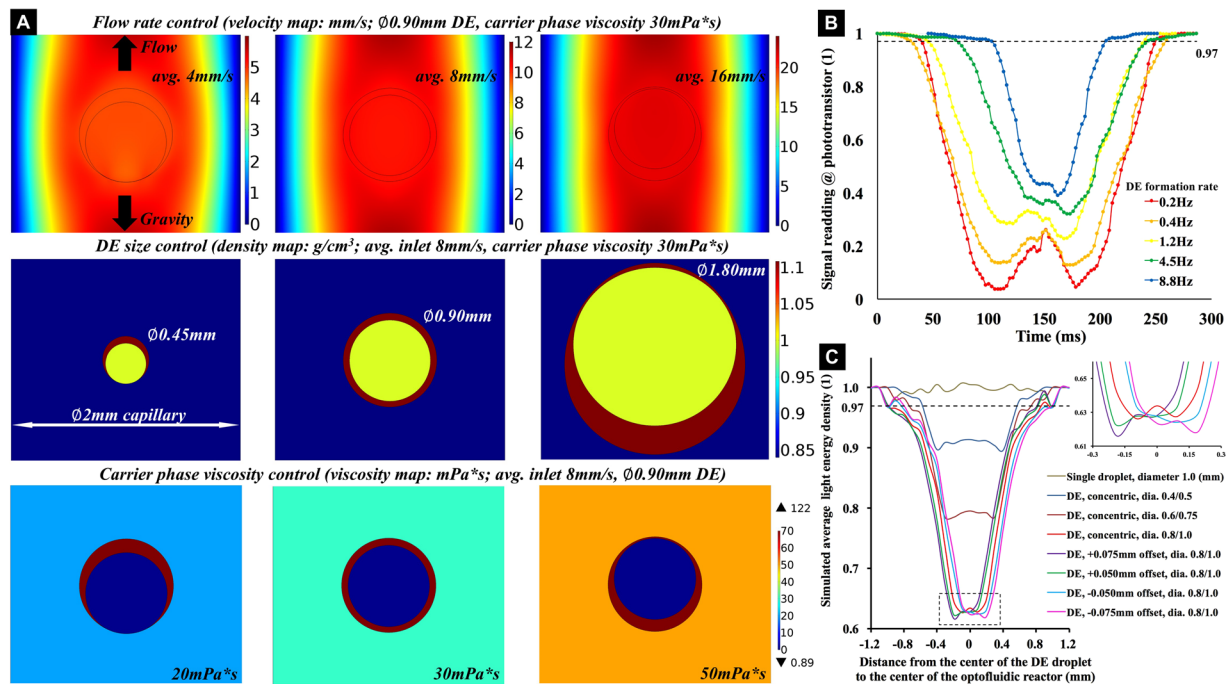 A
Flow rate control (velocity map: mm/s; Ø0.90mm DE, carrier phase viscosity 30mPa*s)
Flow
avg. 4mm/s
Gravity
5
4
3
2
1
0
avg. 8mm/s
12
10
8
6
4
2
0
avg. 16mm/s
20
15
10
5
0
DE size control (density map: g/cm³; avg. inlet 8mm/s, carrier phase viscosity 30mPa*s)
Ø0.45mm
Ø2mm capillary
Ø0.90mm
Ø1.80mm
1.1
1.05
1
0.95
0.9
0.85
Carrier phase viscosity control (viscosity map: mPa*s; avg. inlet 8mm/s, Ø0.90mm DE)
20mPa*s
30mPa*s
50mPa*s
▲ 122
70
60
50
40
30
20
10
0
▼ 0.89
B
Signal readding @ phototransistor (1)
1
0.8
0.6
0.4
0.2
0
0.97
DE formation rate
0.2Hz
0.4Hz
1.2Hz
4.5Hz
8.8Hz
0 50 100 150 200 250 300
Time (ms)
C
Simulated average light energy density (1)
1.0
0.97
0.9
0.8
0.7
0.6
-1.2 -0.8 -0.4 0 0.4 0.8 1.2
Distance from the center of the DE droplet
to the center of the optofluidic reactor (mm)
0.65
0.63
0.61
-0.3 -0.15 0 0.15 0.3
Single droplet, diameter 1.0 (mm)
DE, concentric, dia. 0.4/0.5
DE, concentric, dia. 0.6/0.75
DE, concentric, dia. 0.8/1.0
DE, +0.075mm offset, dia. 0.8/1.0
DE, +0.050mm offset, dia. 0.8/1.0
DE, -0.050mm offset, dia. 0.8/1.0
DE, -0.075mm offset, dia. 0.8/1.0